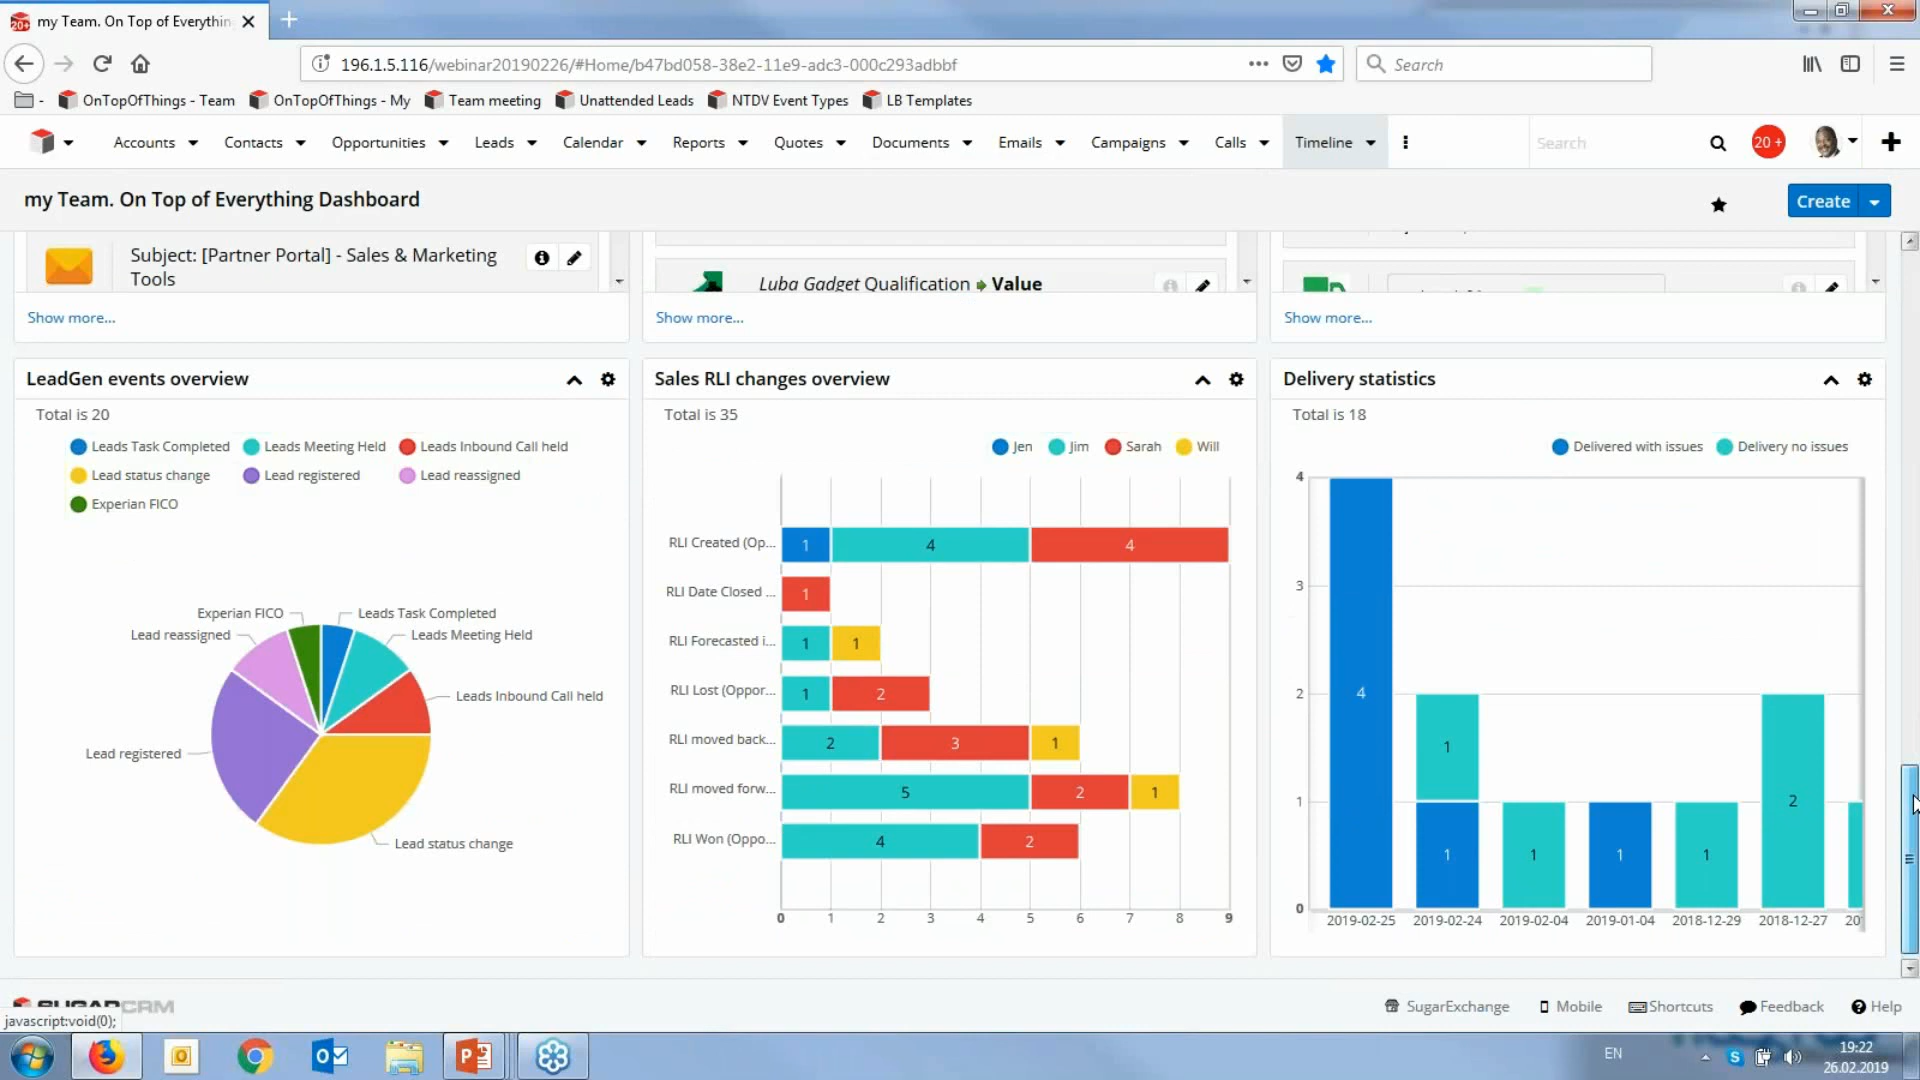 my Team. On Top of Everything
196.1.5.116/webinar20190226/#Home/b47bd058-38e2-11e9-adc3-000c293adbbf
Search
OnTopOfThings - Team
OnTopOfThings - My
Team meeting
Unattended Leads
NTDV Event Types
LB Templates
Accounts
Contacts
Opportunities
Leads
Calendar
Reports
Quotes
Documents
Emails
Campaigns
Calls
Timeline
Search
20 +
my Team. On Top of Everything Dashboard
Create
Subject: [Partner Portal] - Sales & Marketing
Tools
Luba Gadget Qualification Value
Show more...
Show more...
Show more...
LeadGen events overview
Total is 20
Leads Task Completed
Leads Meeting Held
Leads Inbound Call held
Lead status change
Lead registered
Lead reassigned
Experian FICO
Experian FICO
Leads Task Completed
Lead reassigned
Leads Meeting Held
Leads Inbound Call held
Lead registered
Lead status change
Sales RLI changes overview
Total is 35
Jen
Jim
Sarah
Will
RLI Created (Op...
1 4 4
RLI Date Closed ...
1
RLI Forecasted i...
1 1
RLI Lost (Oppor...
1 2
RLI moved back...
2 3 1
RLI moved forw...
5 2 1
RLI Won (Oppo...
4 2
0 1 2 3 4 5 6 7 8 9
Delivery statistics
Total is 18
Delivered with issues
Delivery no issues
4
3
2
1
0
4
1
1
1
1
1
2
2019-02-25 2019-02-24 2019-02-04 2019-01-04 2018-12-29 2018-12-27 20
SUGARCRM
javascript:void(0);
SugarExchange
Mobile
Shortcuts
Feedback
Help
EN
19:22
26.02.2019